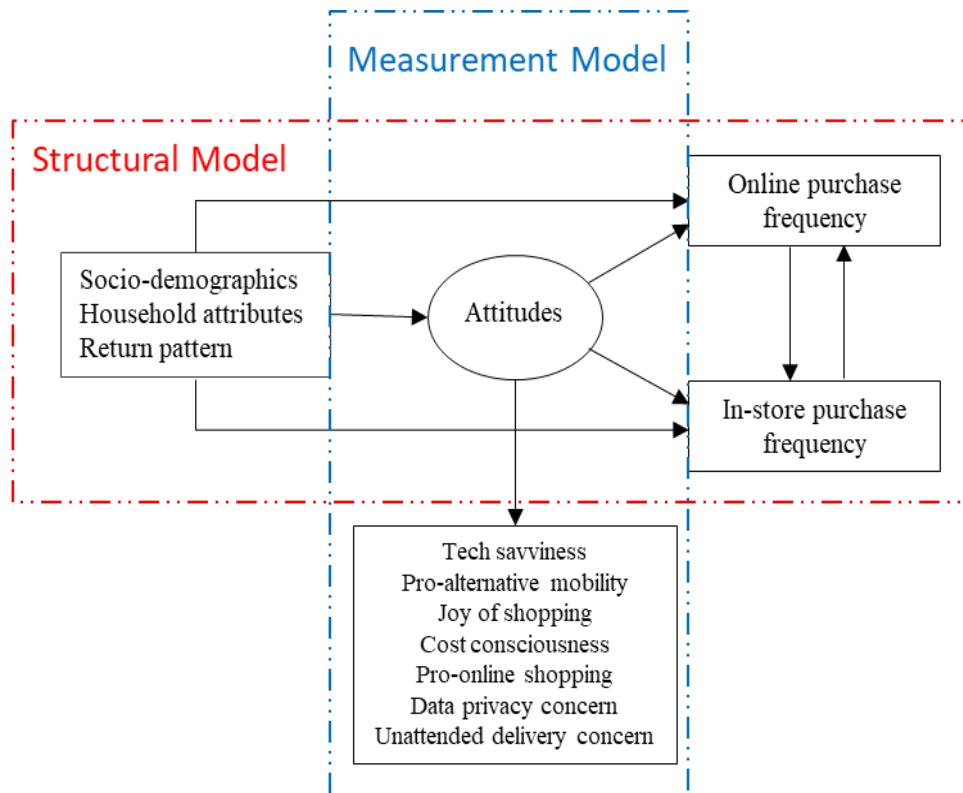 Measurement Model
Structural Model
Online purchase
frequency
Socio-demographics
Household attributes
Return pattern
Attitudes
In-store purchase
frequency
Tech savviness
Pro-alternative mobility
Joy of shopping
Cost consciousness
Pro-online shopping
Data privacy concern
Unattended delivery concern